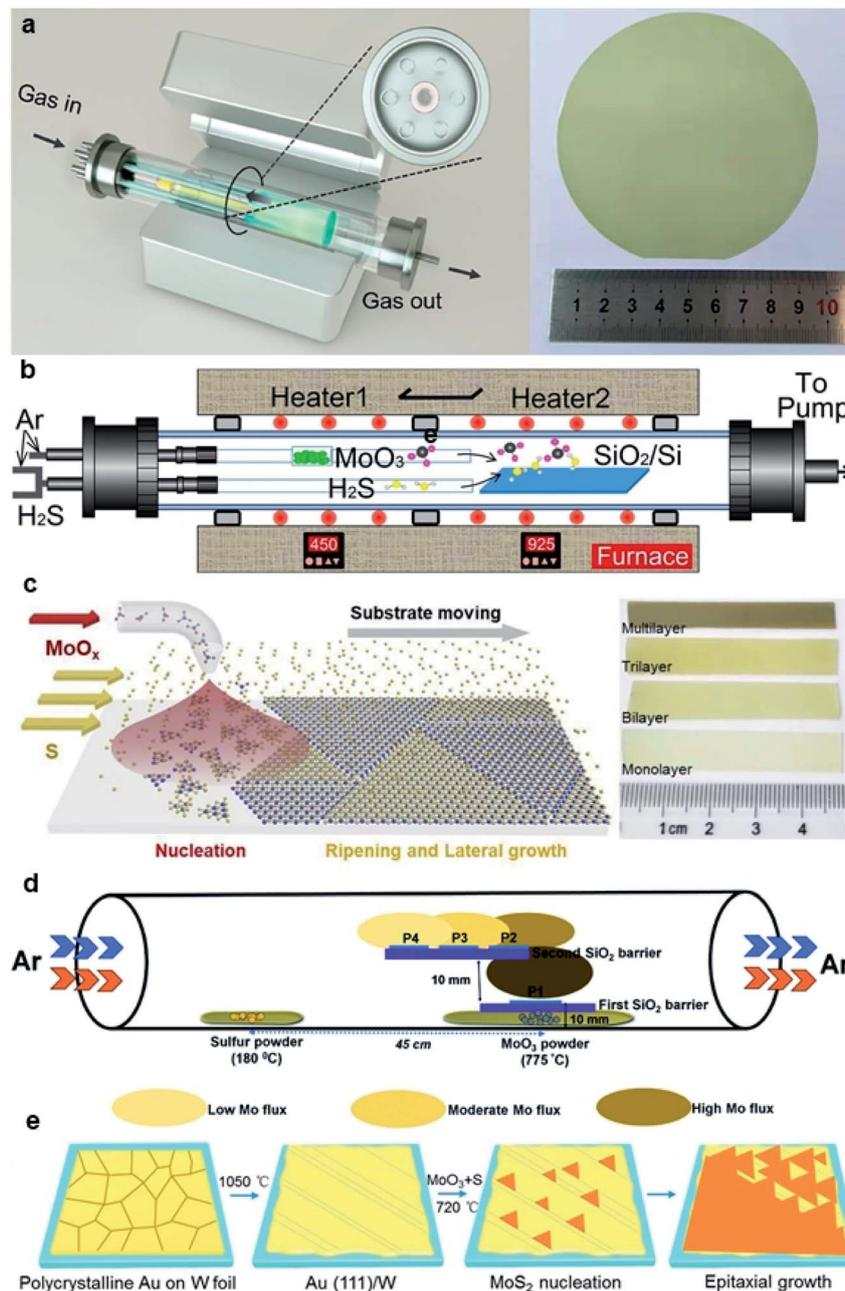 a
Gas in
Gas out
1 2 3 4 5 6 7 8 9 10
b
Heater1
Heater2
To
Pump
Ar
e
MoO₃
SiO₂/Si
H₂S
H₂S
450
925
Furnace
c
Substrate moving
MoOₓ
S
Nucleation
Ripening and Lateral growth
Multilayer
Trilayer
Bilayer
Monolayer
1cm 2 3 4
d
Ar
Ar
P4 P3 P2
Second SiO₂ barrier
10 mm
P1
First SiO₂ barrier
10 mm
Sulfur powder
(180 ⁰C)
45 cm
MoO₃ powder
(775 °C)
Low Mo flux
Moderate Mo flux
High Mo flux
e
1050 ℃
MoO₃+S
720 ℃
Polycrystalline Au on W foil
Au (111)/W
MoS₂ nucleation
Epitaxial growth